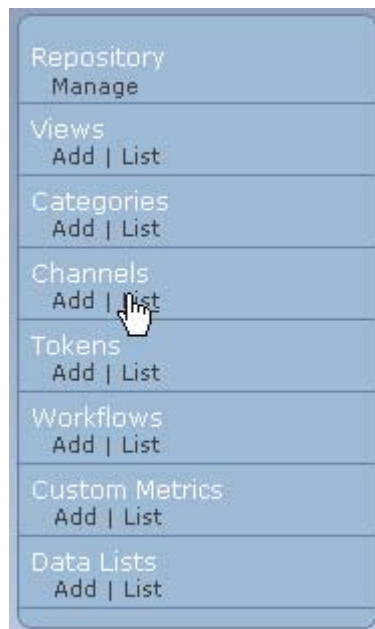 Repository
Manage
Views
Add | List
Categories
Add | List
Channels
Add | List
Tokens
Add | List
Workflows
Add | List
Custom Metrics
Add | List
Data Lists
Add | List